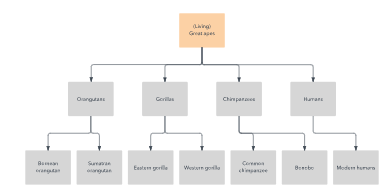 (Living)
Great apes
Orangutans
Gorillas
Chimpanzees
Humans
Bornean
orangutan
Sumatran
orangutan
Eastern gorilla
Western gorilla
Common
chimpanzee
Bonobo
Modern humans